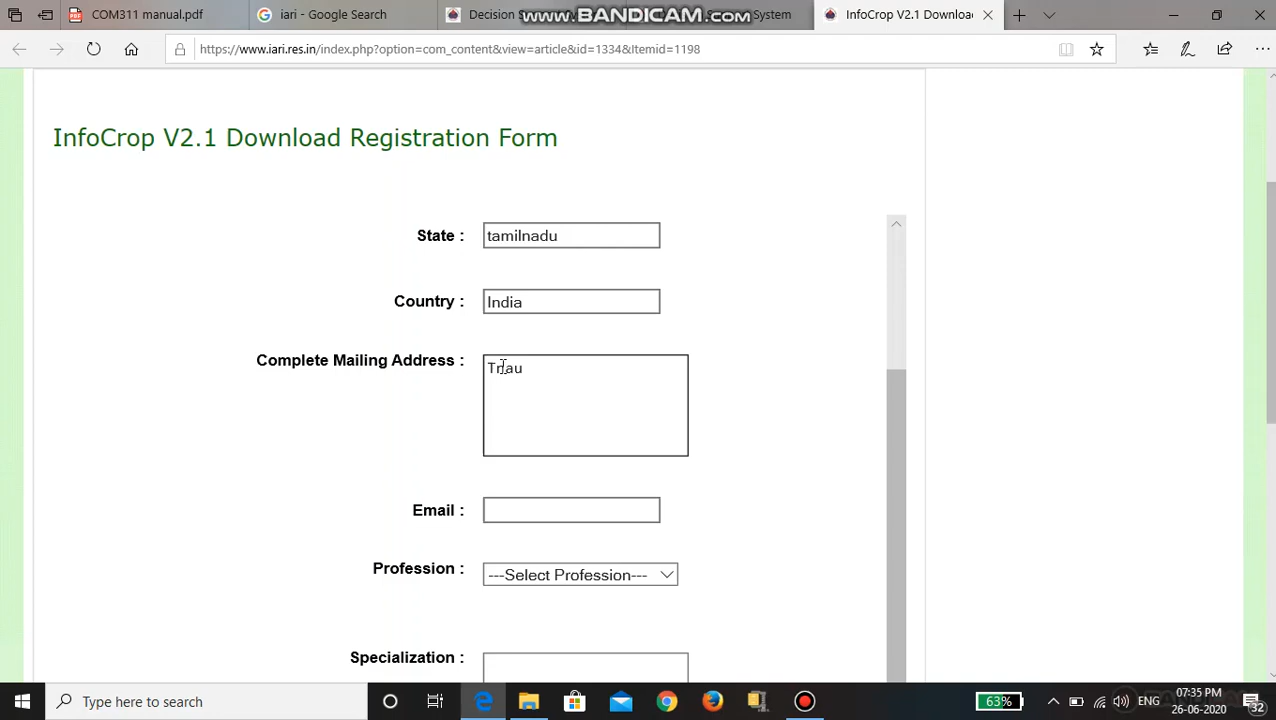 COM311 manual.pdf
iari - Google Search
Decision S
System
InfoCrop V2.1 Downloa
www.BANDICAM.com
https://www.iari.res.in/index.php?option=com_content&view=article&id=1334&Itemid=1198
InfoCrop V2.1 Download Registration Form
State : tamilnadu
Country : India
Complete Mailing Address :
Email :
Profession : ---Select Profession---
Specialization :
Type here to search
63%
ENG
07:35 PM
26-06-2020
32